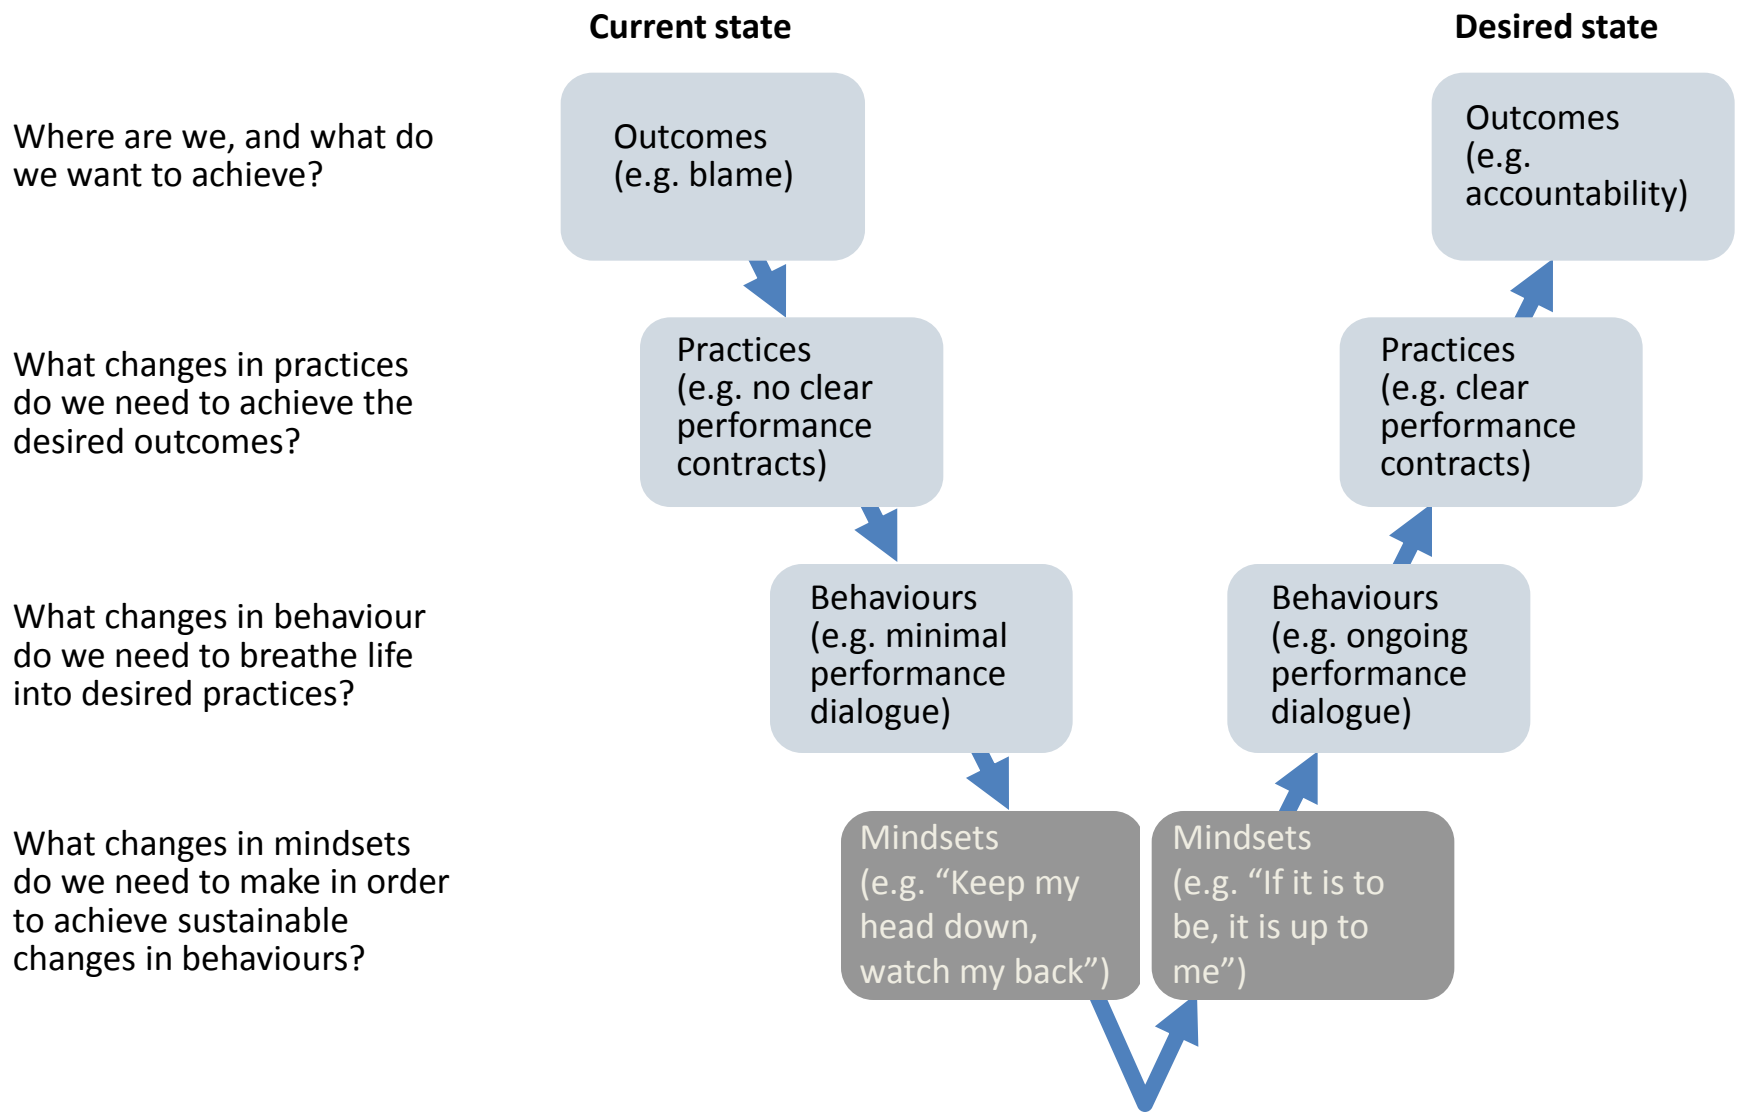 Current state
Desired state
Where are we, and what do
we want to achieve?
Outcomes
(e.g. blame)
Outcomes
(e.g.
accountability)
What changes in practices
do we need to achieve the
desired outcomes?
Practices
(e.g. no clear
performance
contracts)
Practices
(e.g. clear
performance
contracts)
What changes in behaviour
do we need to breathe life
into desired practices?
Behaviours
(e.g. minimal
performance
dialogue)
Behaviours
(e.g. ongoing
performance
dialogue)
What changes in mindsets
do we need to make in order
to achieve sustainable
changes in behaviours?
Mindsets
(e.g. “Keep my
head down,
watch my back”)
Mindsets
(e.g. “If it is to
be, it is up to
me”)